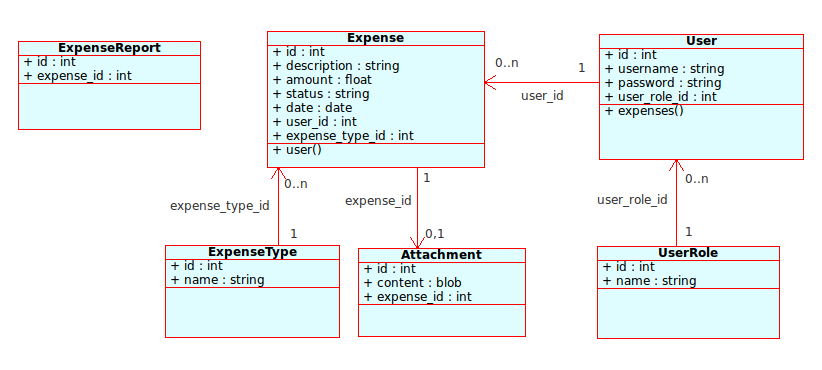 ExpenseReport
+ id : int
+ expense_id : int
Expense
+ id : int
+ description : string
+ amount : float
+ status : string
+ date : date
+ user_id : int
+ expense_type_id : int
+ user()
0..n
1
user_id
User
+ id : int
+ username : string
+ password : string
+ user_role_id : int
+ expenses()
0..n
expense_type_id
1
1
expense_id
0,1
0..n
user_role_id
1
ExpenseType
+ id : int
+ name : string
Attachment
+ id : int
+ content : blob
+ expense_id : int
UserRole
+ id : int
+ name : string